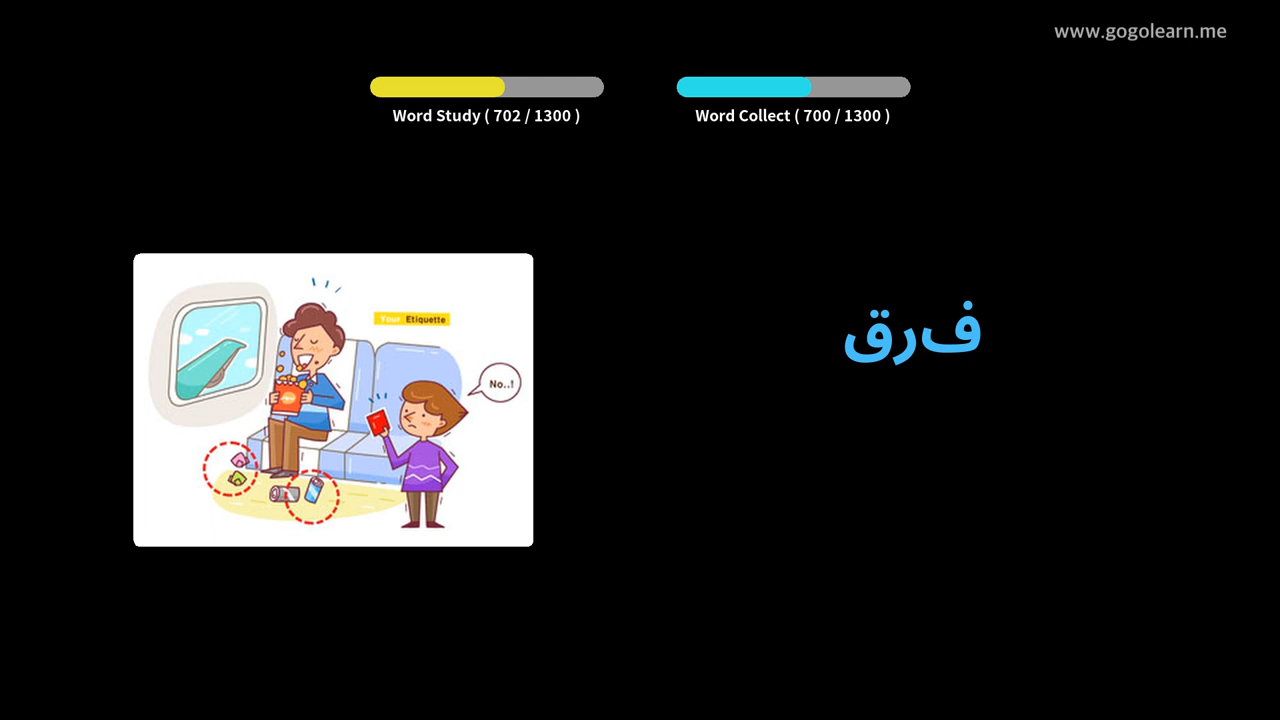 www.gogolearn.me
Word Study ( 702 / 1300 )
Word Collect ( 700 / 1300 )
Your Etiquette
No..!
فرق